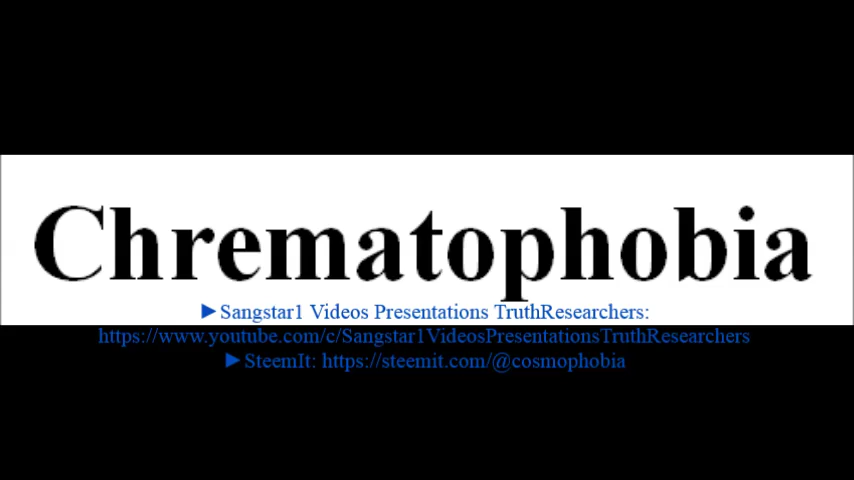 Chrematophobia
►Sangstar1 Videos Presentations TruthResearchers:
https://www.youtube.com/c/Sangstar1VideosPresentationsTruthResearchers
►SteemIt: https://steemit.com/@cosmophobia